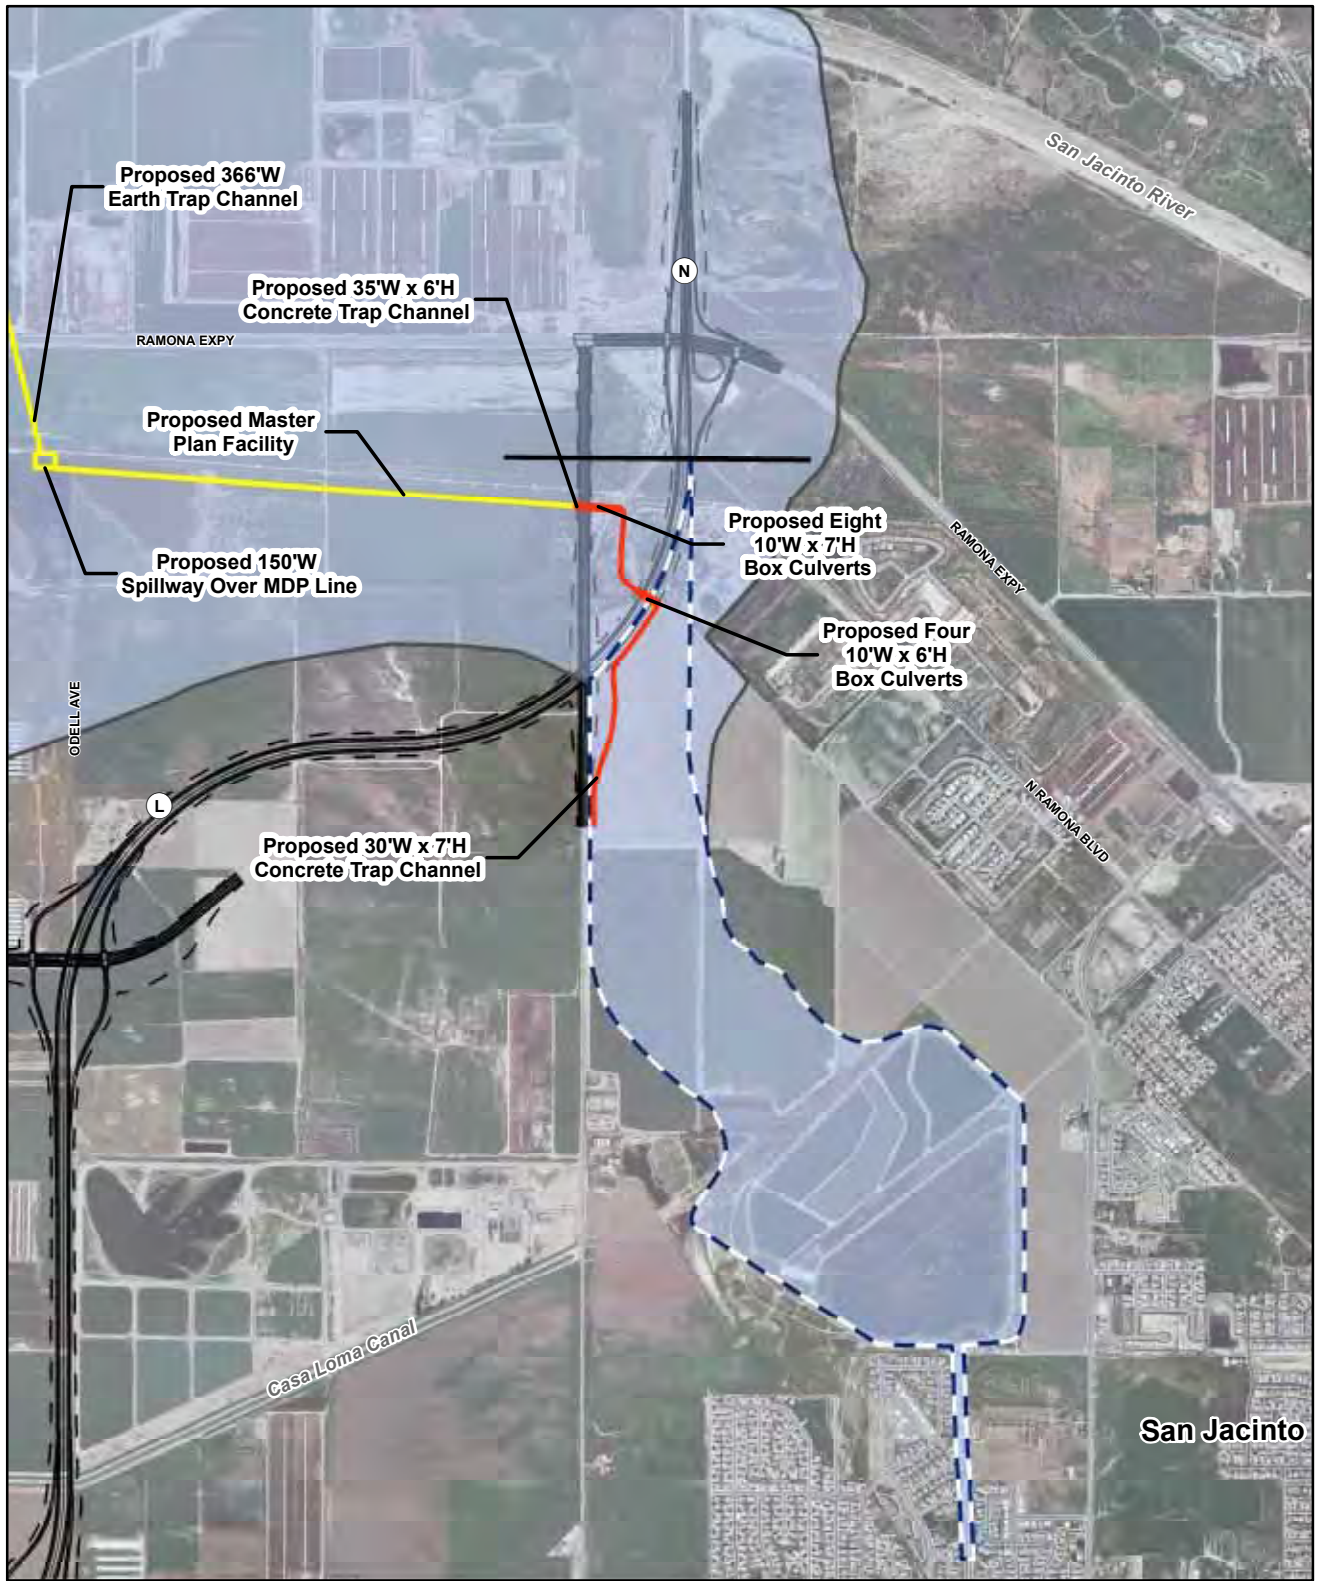 San Jacinto River
Proposed 366'W
Earth Trap Channel
N
Proposed 35'W x 6'H
Concrete Trap Channel
RAMONA EXPY
Proposed Master
Plan Facility
Proposed Eight
10'W x 7'H
Box Culverts
RAMONA EXPY
Proposed 150'W
Spillway Over MDP Line
Proposed Four
10'W x 6'H
Box Culverts
ODELL AVE
L
N RAMONA BLVD
Proposed 30'W x 7'H
Concrete Trap Channel
Casa Loma Canal
San Jacinto